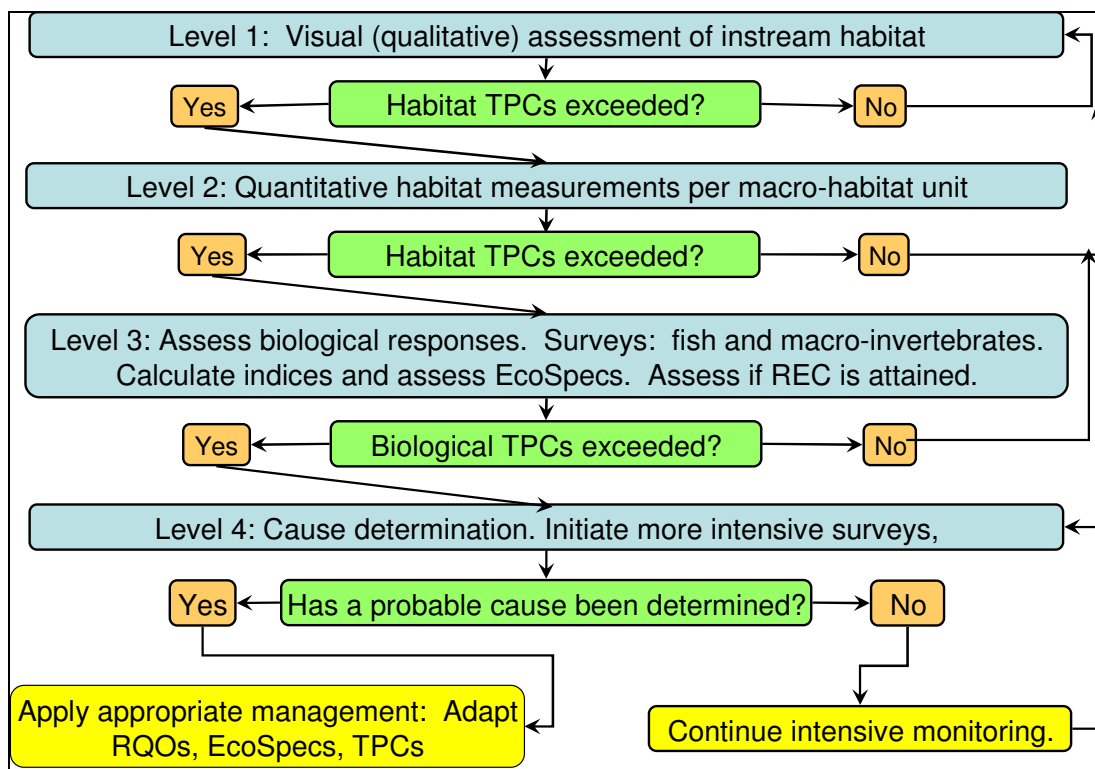 Level 1:  Visual (qualitative) assessment of instream habitat
Yes
Habitat TPCs exceeded?
No
Level 2: Quantitative habitat measurements per macro-habitat unit
Yes
Habitat TPCs exceeded?
No
Level 3: Assess biological responses.  Surveys:  fish and macro-invertebrates.
Calculate indices and assess EcoSpecs.  Assess if REC is attained.
Yes
Biological TPCs exceeded?
No
Level 4: Cause determination. Initiate more intensive surveys,
Yes
Has a probable cause been determined?
No
Apply appropriate management:  Adapt
RQOs, EcoSpecs, TPCs
Continue intensive monitoring.